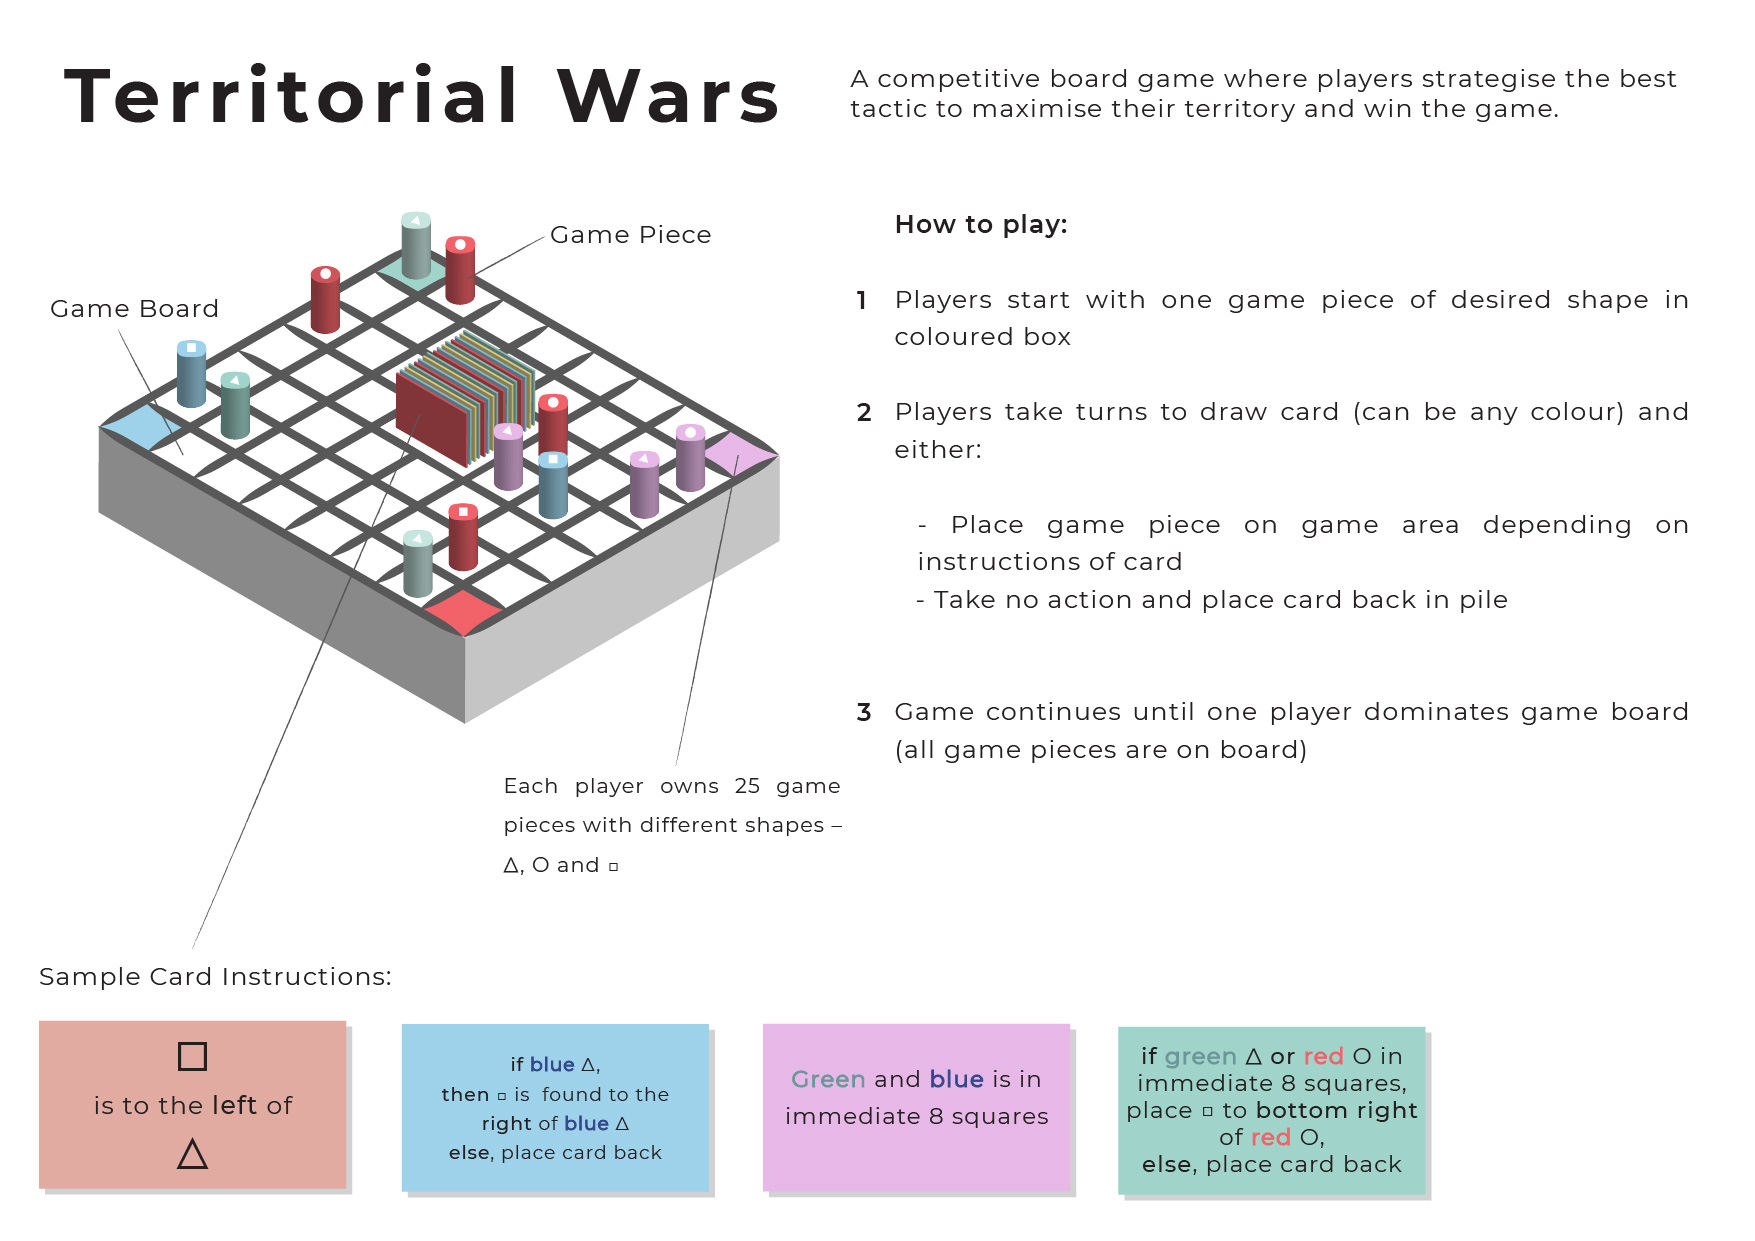 Territorial Wars
A competitive board game where players strategise the best
tactic to maximise their territory and win the game.
Game Piece
Game Board
How to play:
1 Players start with one game piece of desired shape in
coloured box
2 Players take turns to draw card (can be any colour) and
either:
- Place game piece on game area depending on
instructions of card
- Take no action and place card back in pile
3 Game continues until one player dominates game board
(all game pieces are on board)
Each player owns 25 game
pieces with different shapes –
Δ, O and □
Sample Card Instructions:
□
is to the left of
Δ
if blue Δ,
then □ is found to the
right of blue Δ
else, place card back
Green and blue is in
immediate 8 squares
if green Δ or red O in
immediate 8 squares,
place □ to bottom right
of red O,
else, place card back